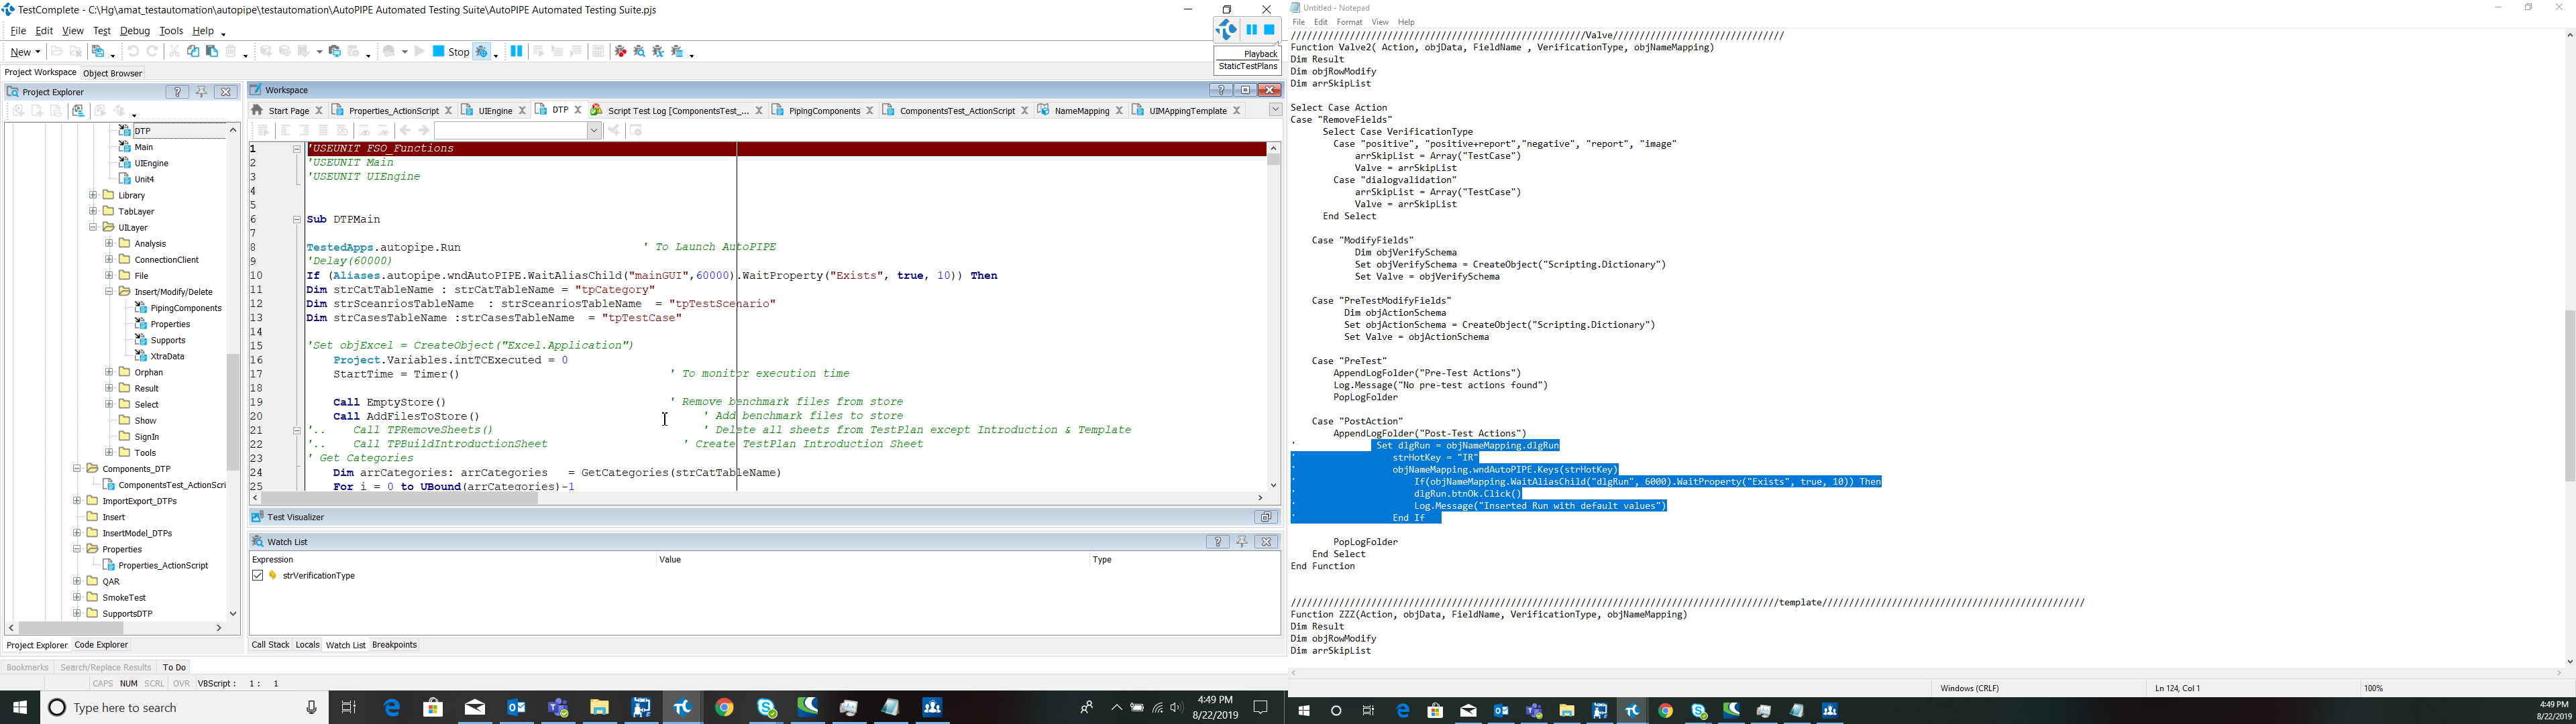 TestComplete - C:\Hg\amat_testautomation\autopipe\testautomation\AutoPIPE Automated Testing Suite\AutoPIPE Automated Testing Suite.pjs
File Edit View Test Debug Tools Help
New Stop
Playback
StaticTestPlans
Project Workspace Object Browser
Project Explorer
DTP
Main
UIEngine
Unit4
Library
TabLayer
UILayer
Analysis
ConnectionClient
File
Insert/Modify/Delete
PipingComponents
Properties
Supports
XtraData
Orphan
Result
Select
Show
SignIn
Tools
Components_DTP
ComponentsTest_ActionScri
ImportExport_DTPs
Insert
InsertModel_DTPs
Properties
Properties_ActionScript
QAR
SmokeTest
SupportsDTP
Project Explorer Code Explorer
Workspace
Start Page Properties_ActionScript UIEngine DTP Script Test Log [ComponentsTest_... PipingComponents ComponentsTest_ActionScript NameMapping UIMAppingTemplate
1 'USEUNIT FSO_Functions
2 'USEUNIT Main
3 'USEUNIT UIEngine
4
5
6 Sub DTPMain
7
8 TestedApps.autopipe.Run ' To Launch AutoPIPE
9 'Delay(60000)
10 If (Aliases.autopipe.wndAutoPIPE.WaitAliasChild("mainGUI",60000).WaitProperty("Exists", true, 10)) Then
11 Dim strCatTableName : strCatTableName = "tpCategory"
12 Dim strSceanriosTableName : strSceanriosTableName = "tpTestScenario"
13 Dim strCasesTableName :strCasesTableName = "tpTestCase"
14
15 'Set objExcel = CreateObject("Excel.Application")
16 Project.Variables.intTCExecuted = 0
17 StartTime = Timer() ' To monitor execution time
18
19 Call EmptyStore() ' Remove benchmark files from store
20 Call AddFilesToStore() ' Add benchmark files to store
21 '.. Call TPRemoveSheets() ' Delete all sheets from TestPlan except Introduction & Template
22 '.. Call TPBuildIntroductionSheet ' Create TestPlan Introduction Sheet
23 ' Get Categories
24 Dim arrCategories: arrCategories = GetCategories(strCatTableName)
25 For i = 0 to UBound(arrCategories)-1
Test Visualizer
Watch List
Expression Value Type
strVerificationType
Call Stack Locals Watch List Breakpoints
Bookmarks Search/Replace Results To Do
CAPS NUM SCRL OVR VBScript : 1 : 1
Type here to search
4:49 PM
8/22/2019
Untitled - Notepad
File Edit Format View Help
///////////////////////////////////////////////////////Valve////////////////////////////////
Function Valve2( Action, objData, FieldName , VerificationType, objNameMapping)
Dim Result
Dim objRowModify
Dim arrSkipList
Select Case Action
Case "RemoveFields"
Select Case VerificationType
Case "positive", "positive+report","negative", "report", "image"
arrSkipList = Array("TestCase")
Valve = arrSkipList
Case "dialogvalidation"
arrSkipList = Array("TestCase")
Valve = arrSkipList
End Select
Case "ModifyFields"
Dim objVerifySchema
Set objVerifySchema = CreateObject("Scripting.Dictionary")
Set Valve = objVerifySchema
Case "PreTestModifyFields"
Dim objActionSchema
Set objActionSchema = CreateObject("Scripting.Dictionary")
Set Valve = objActionSchema
Case "PreTest"
AppendLogFolder("Pre-Test Actions")
Log.Message("No pre-test actions found")
PopLogFolder
Case "PostAction"
AppendLogFolder("Post-Test Actions")
' Set dlgRun = objNameMapping.dlgRun
' strHotKey = "IR"
' objNameMapping.wndAutoPIPE.Keys(strHotKey)
' If(objNameMapping.WaitAliasChild("dlgRun", 6000).WaitProperty("Exists", true, 10)) Then
' dlgRun.btnOk.Click()
' Log.Message("Inserted Run with default values")
' End If
PopLogFolder
End Select
End Function
///////////////////////////////////////////////////////////////////////////////////////////template/////////////////////////////////////////////////
Function ZZZ(Action, objData, FieldName, VerificationType, objNameMapping)
Dim Result
Dim objRowModify
Dim arrSkipList
Windows (CRLF) Ln 124, Col 1 100%
4:49 PM
8/22/2019